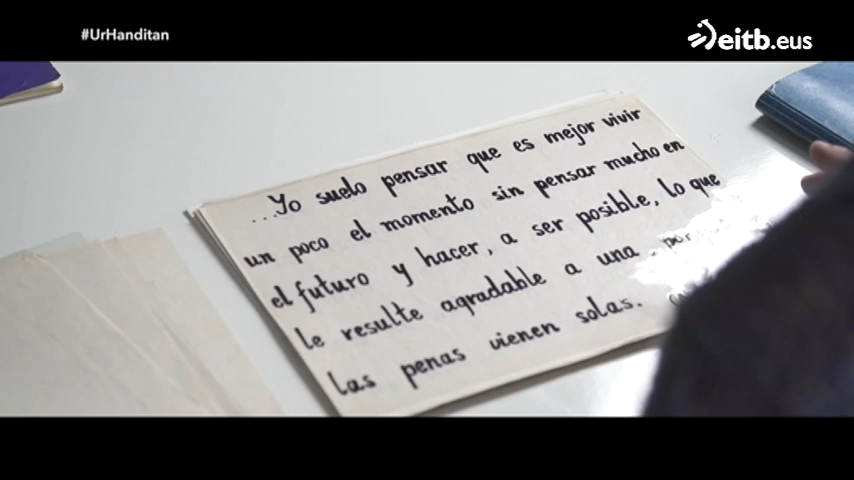 #UrHanditan
eitb.eus
...Yo suelo pensar que es mejor vivir
un poco el momento sin pensar mucho en
el futuro y hacer, a ser posible, lo que
le resulte agradable a una
las penas vienen solas.